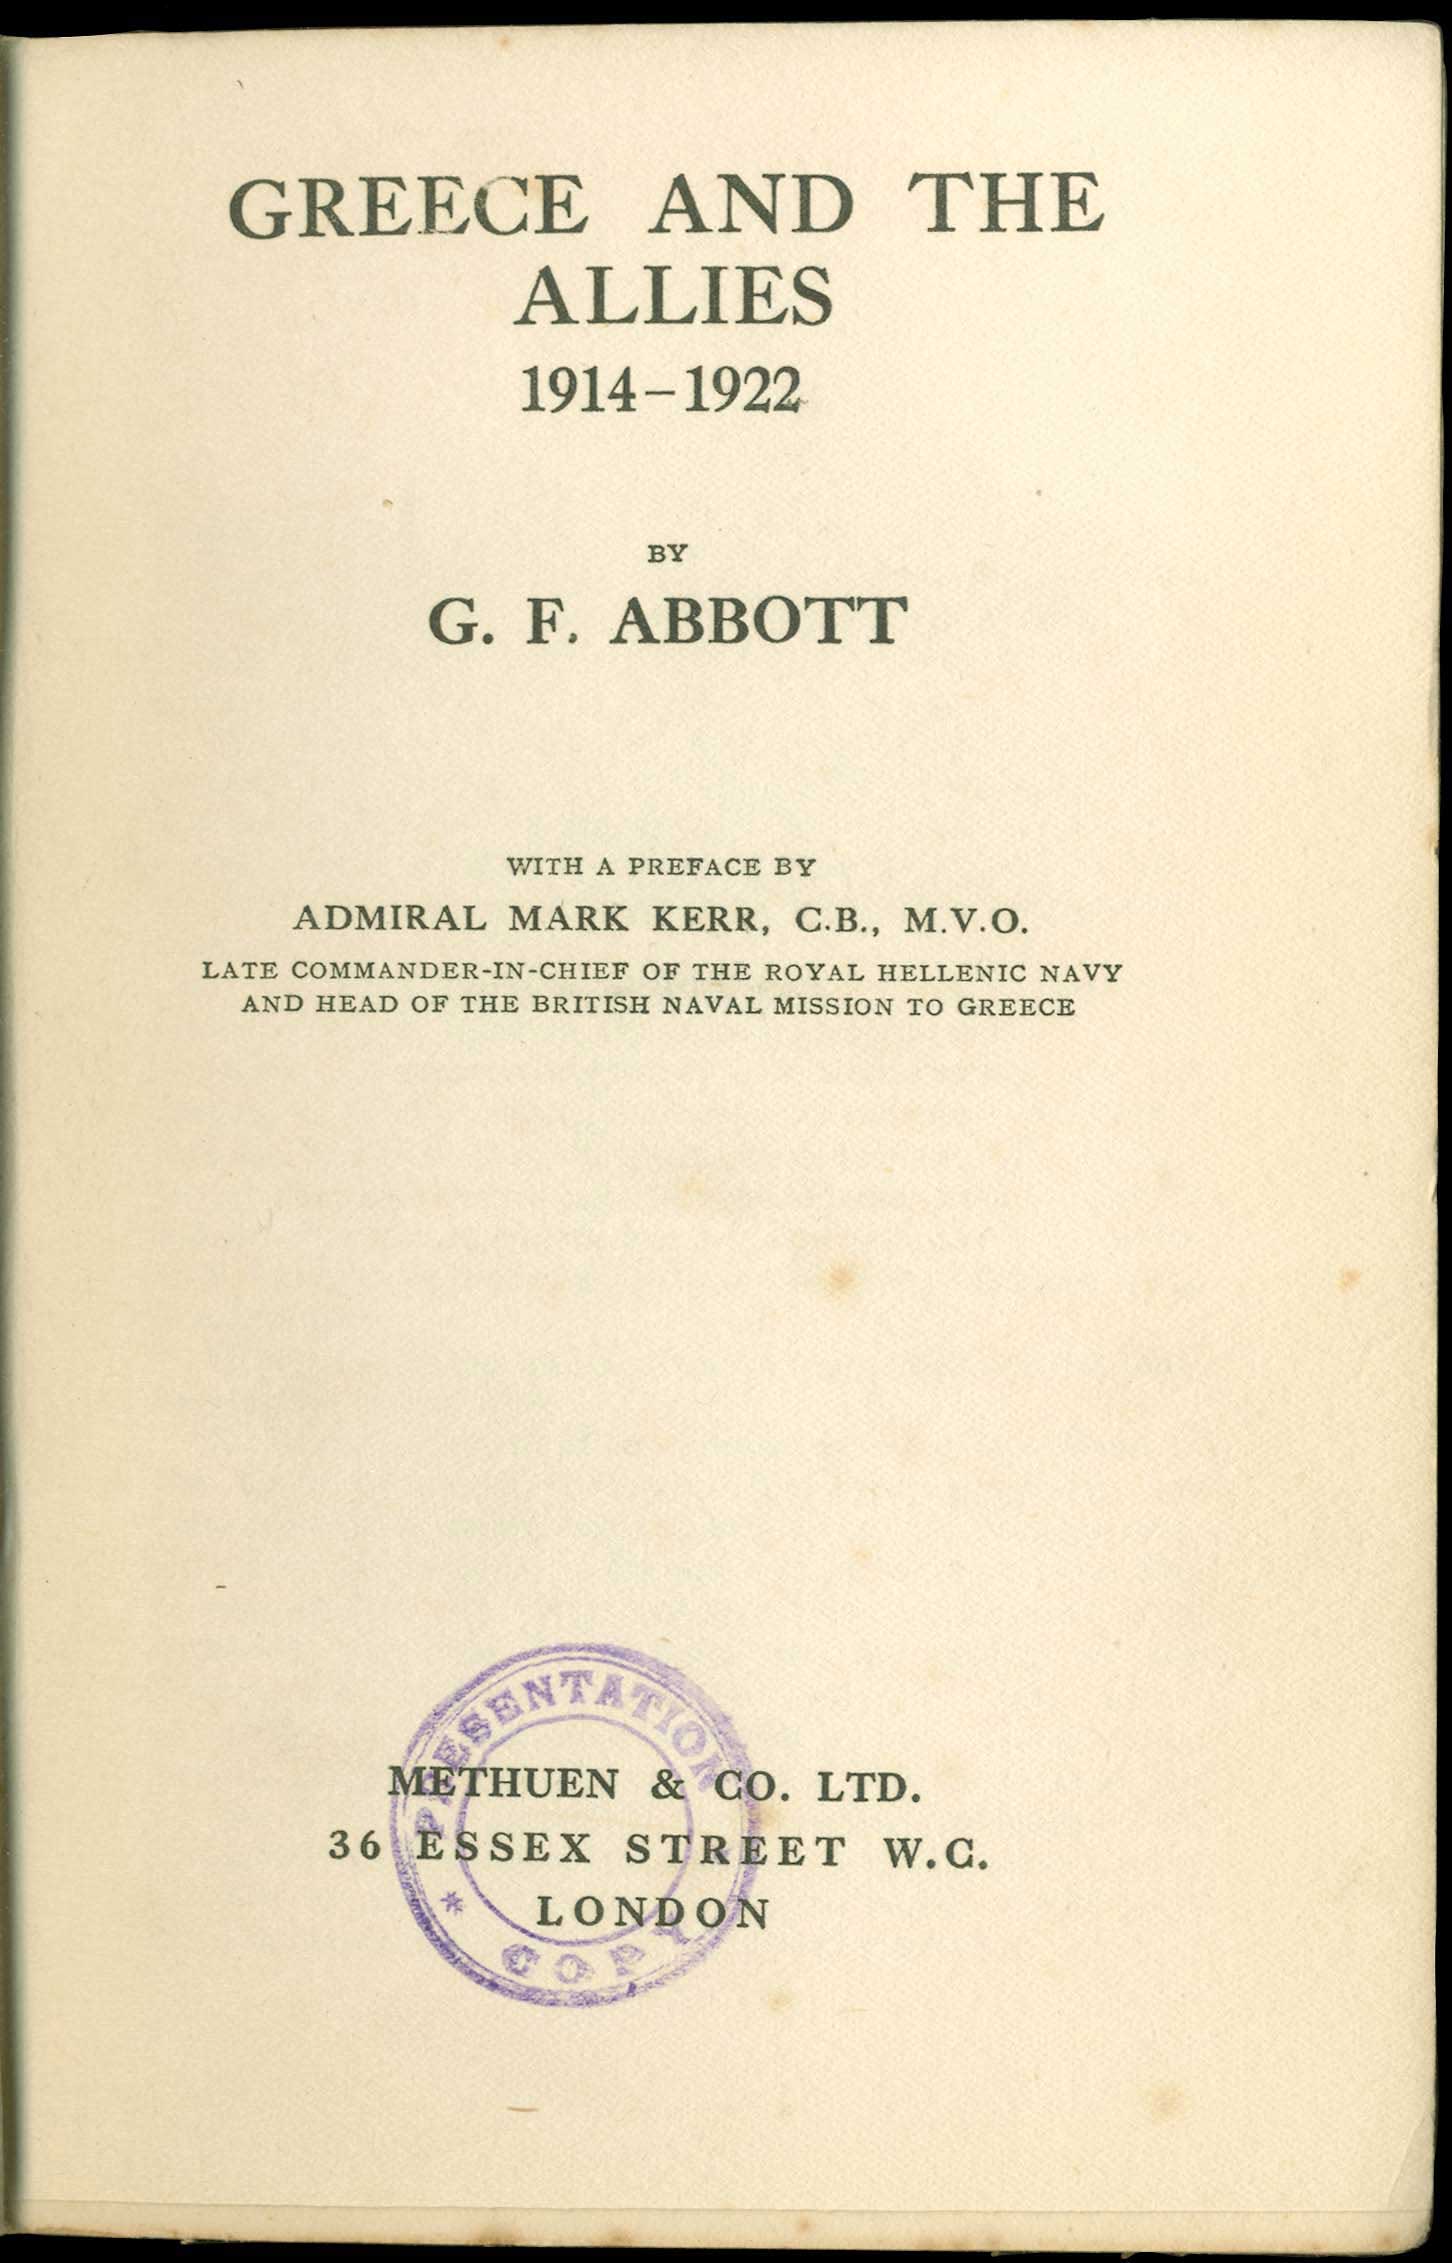 GREECE AND THE
ALLIES
1914–1922
BY
G. F. ABBOTT
WITH A PREFACE BY
ADMIRAL MARK KERR, C.B., M.V.O.
LATE COMMANDER-IN-CHIEF OF THE ROYAL HELLENIC NAVY
AND HEAD OF THE BRITISH NAVAL MISSION TO GREECE
PRESENTATION
METHUEN & CO. LTD.
36 ESSEX STREET W.C.
LONDON
* COPY